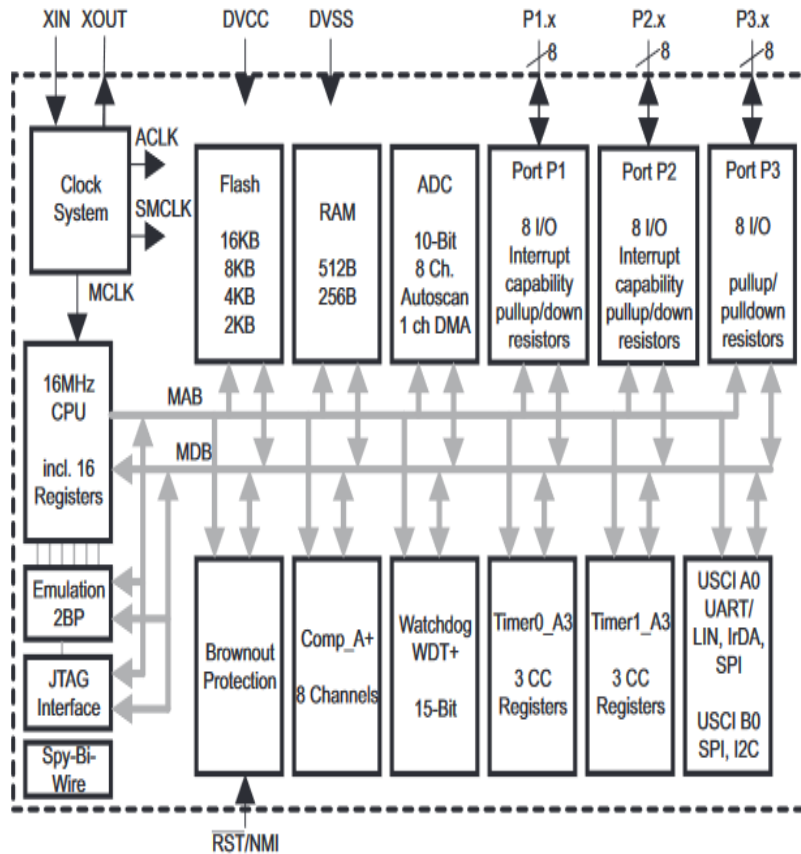 XIN XOUT DVCC DVSS P1.x P2.x P3.x
8 8 8
ACLK
Clock
System
SMCLK
MCLK
Flash
16KB
8KB
4KB
2KB
RAM
512B
256B
ADC
10-Bit
8 Ch.
Autoscan
1 ch DMA
Port P1
8 I/O
Interrupt
capability
pullup/down
resistors
Port P2
8 I/O
Interrupt
capability
pullup/down
resistors
Port P3
8 I/O
pullup/
pulldown
resistors
16MHz
CPU
incl. 16
Registers
MAB
MDB
Emulation
2BP
JTAG
Interface
Spy-Bi-
Wire
Brownout
Protection
Comp_A+
8 Channels
Watchdog
WDT+
15-Bit
Timer0_A3
3 CC
Registers
Timer1_A3
3 CC
Registers
USCI A0
UART/
LIN, IrDA,
SPI
USCI B0
SPI, I2C
RST/NMI